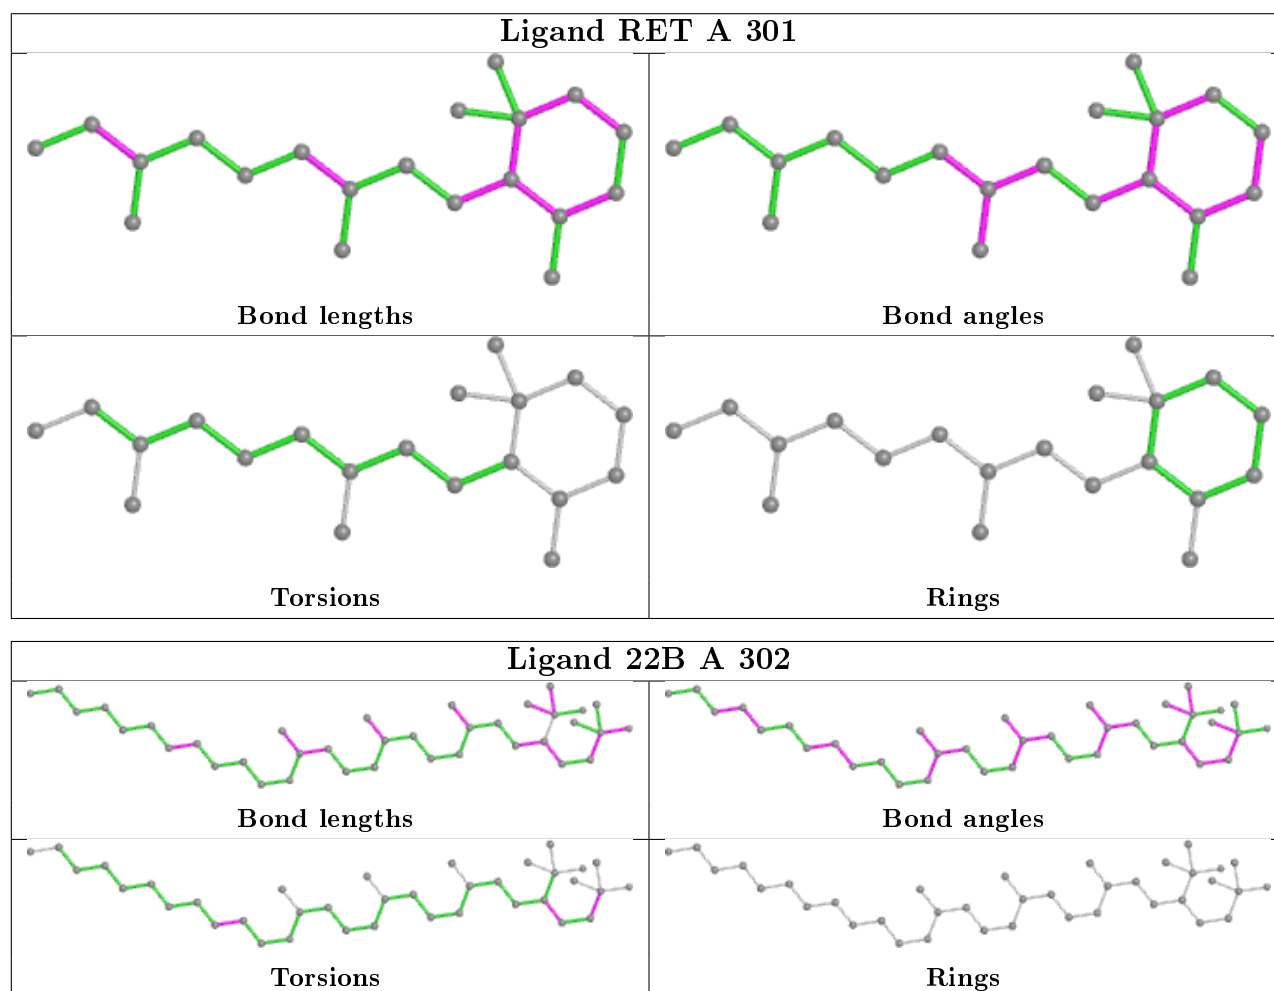 Ligand RET A 301
Bond lengths
Bond angles
Torsions
Rings
Ligand 22B A 302
Bond lengths
Bond angles
Torsions
Rings